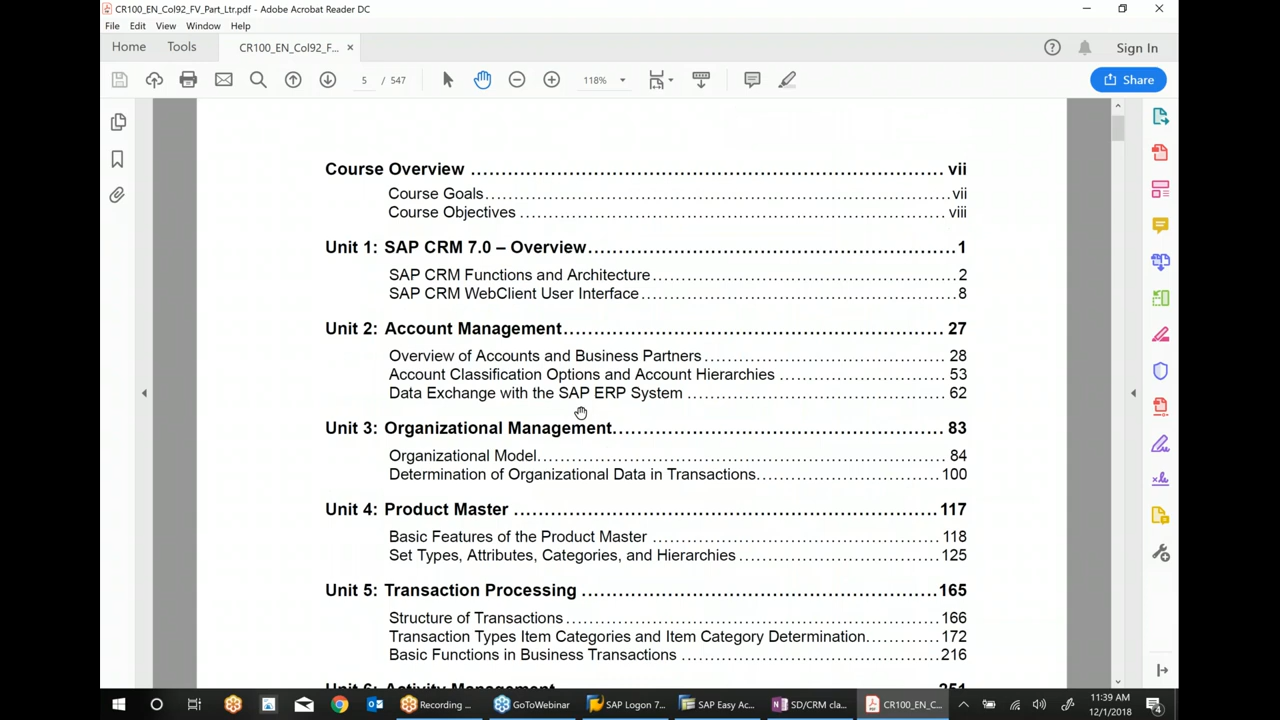 CR100_EN_Col92_FV_Part_Ltr.pdf - Adobe Acrobat Reader DC
File Edit View Window Help
Home Tools CR100_EN_Col92_F... × Sign In
5 / 547 118% Share
Course Overview ........ vii
Course Goals........ vii
Course Objectives ........ viii
Unit 1: SAP CRM 7.0 – Overview........ 1
SAP CRM Functions and Architecture........ 2
SAP CRM WebClient User Interface........ 8
Unit 2: Account Management........ 27
Overview of Accounts and Business Partners ........ 28
Account Classification Options and Account Hierarchies ........ 53
Data Exchange with the SAP ERP System ........ 62
Unit 3: Organizational Management........ 83
Organizational Model........ 84
Determination of Organizational Data in Transactions........ 100
Unit 4: Product Master ........ 117
Basic Features of the Product Master ........ 118
Set Types, Attributes, Categories, and Hierarchies ........ 125
Unit 5: Transaction Processing ........ 165
Structure of Transactions ........ 166
Transaction Types Item Categories and Item Category Determination........ 172
Basic Functions in Business Transactions ........ 216
Unit 6: Activity Management........ 251
Recording ... GoToWebinar SAP Logon 7... SAP Easy Ac... SD/CRM cla... CR100_EN_C... 11:39 AM
12/1/2018 4